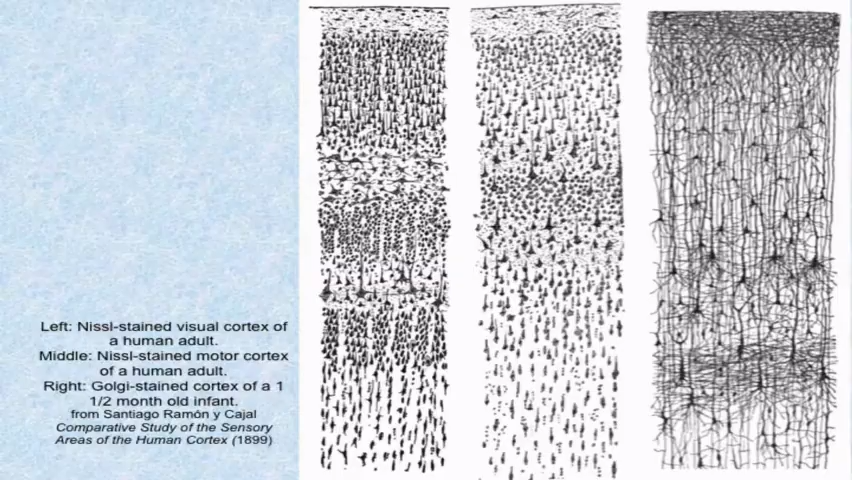 Left: Nissl-stained visual cortex of
a human adult.
Middle: Nissl-stained motor cortex
of a human adult.
Right: Golgi-stained cortex of a 1
1/2 month old infant.
from Santiago Ramón y Cajal
Comparative Study of the Sensory
Areas of the Human Cortex (1899)